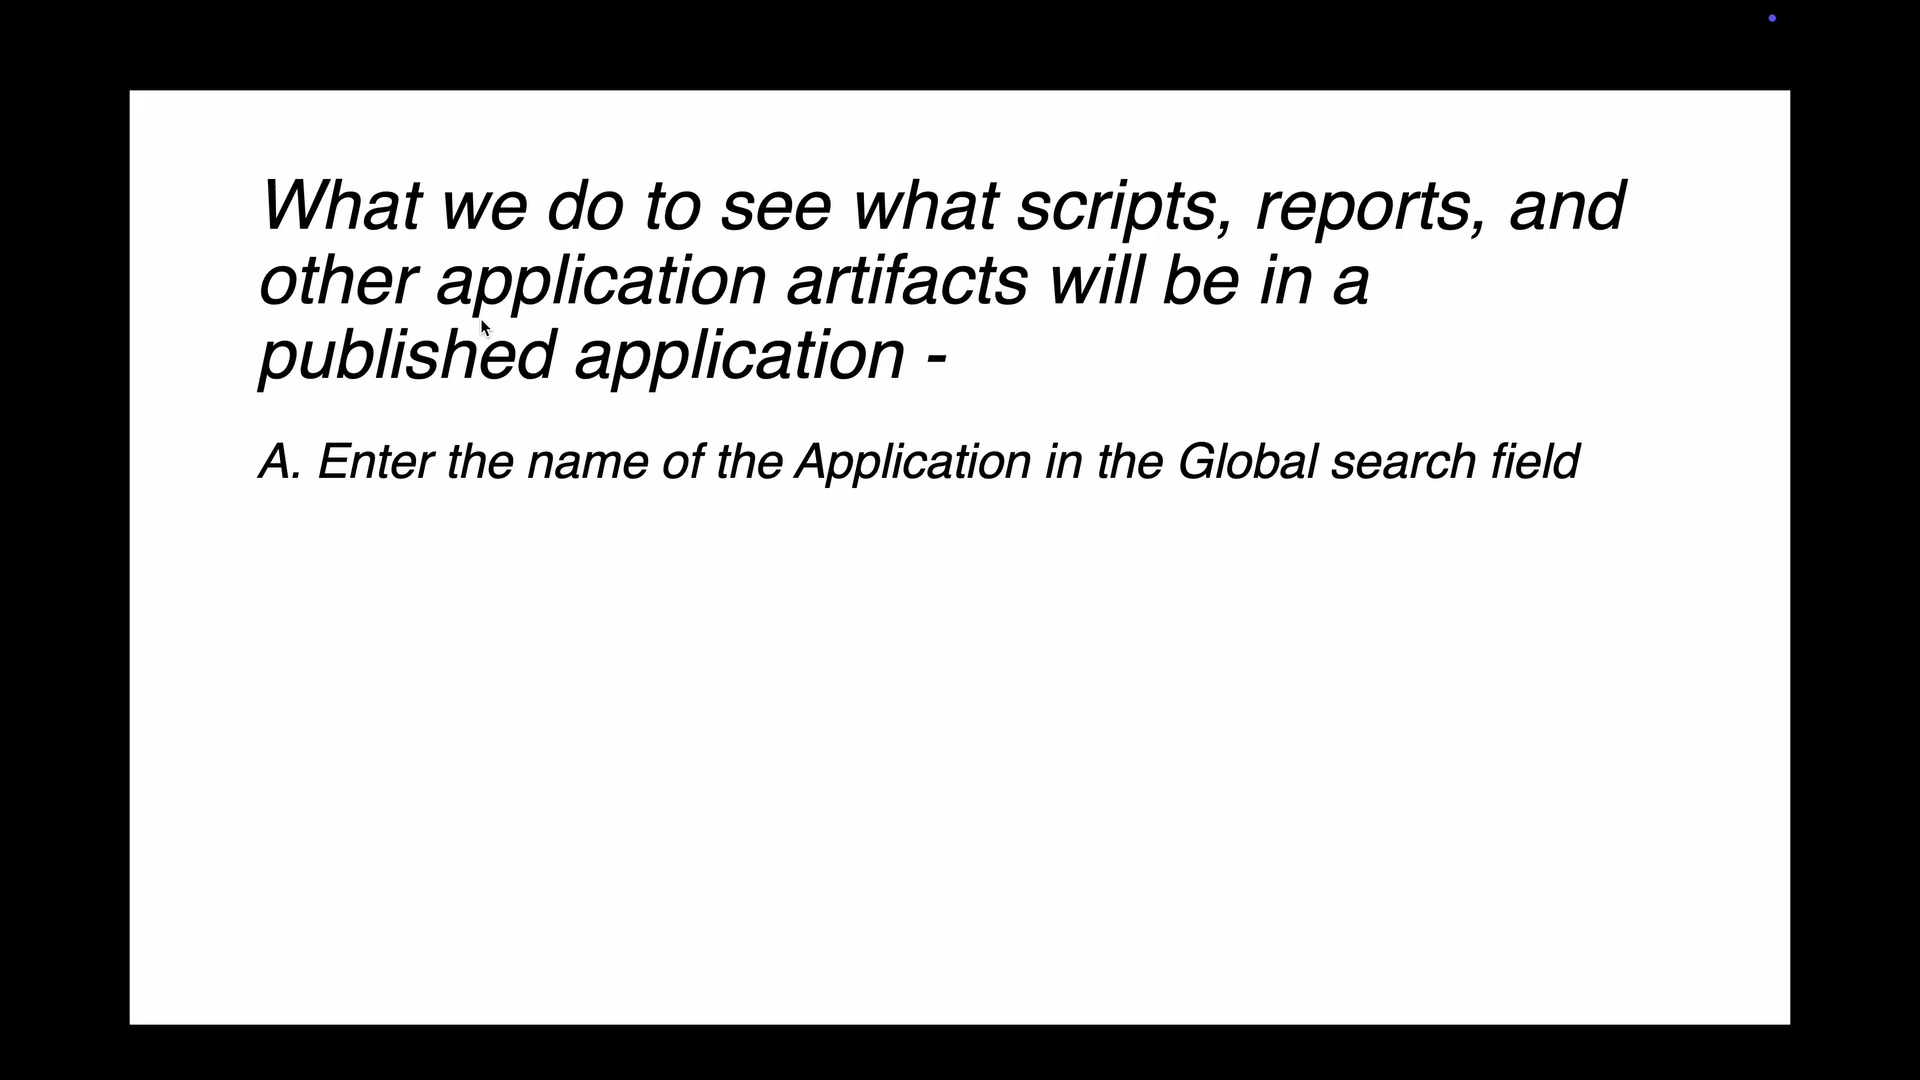 What we do to see what scripts, reports, and
other application artifacts will be in a
published application -
A. Enter the name of the Application in the Global search field